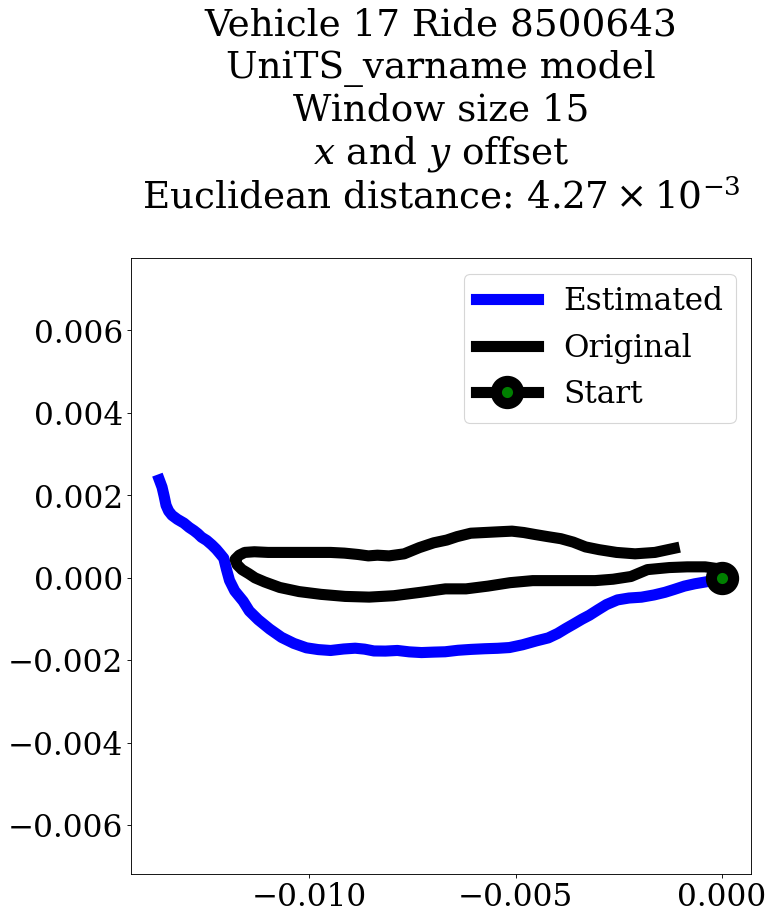 Vehicle 17 Ride 8500643
UniTS_varname model
Window size 15
x and y offset
Euclidean distance: 4.27 × 10⁻³
Estimated
Original
Start
0.006
0.004
0.002
0.000
−0.002
−0.004
−0.006
−0.010
−0.005
0.000